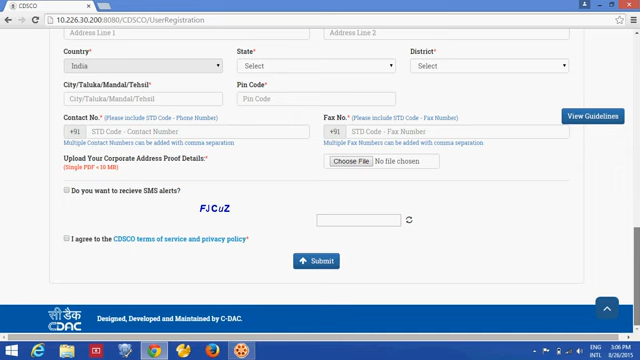 CDSCO
10.226.30.200:8080/CDSCO/UserRegistration
Address Line 1 Address Line 2
Country* State* District*
India Select Select
City/Taluka/Mandal/Tehsil* Pin Code*
City/Taluka/Mandal/Tehsil Pin Code
View Guidelines
Contact No.* (Please include STD Code - Phone Number) Fax No.* (Please include STD Code - Fax Number)
+91 STD Code - Contact Number +91 STD Code - Fax Number
Multiple Contact Numbers can be added with comma separation Multiple Fax Numbers can be added with comma separation
Upload Your Corporate Address Proof Details:* Choose File No file chosen
(Single PDF < 10 MB)
Do you want to recieve SMS alerts?
FJCuZ
I agree to the CDSCO terms of service and privacy policy*
Submit
सी डैक
CDAC
Designed, Developed and Maintained by C-DAC.
ENG 3:06 PM
INTL 8/28/2015